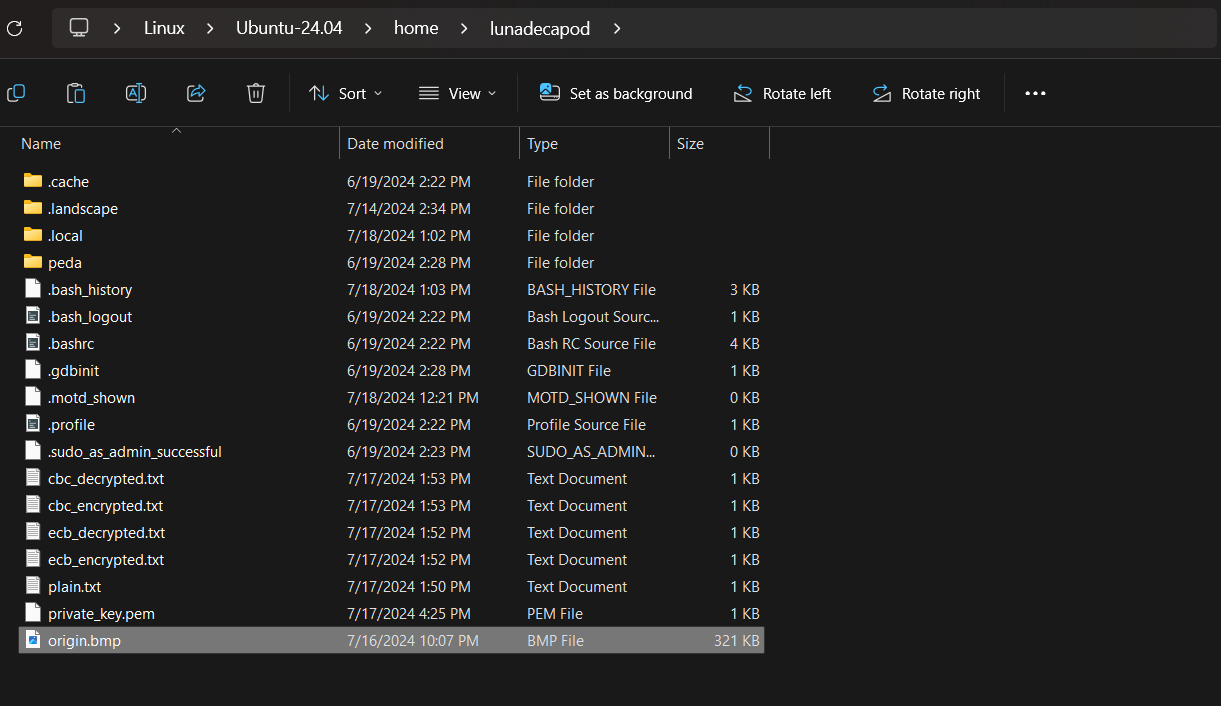 Linux Ubuntu-24.04 home lunadecapod
Sort View Set as background Rotate left Rotate right
Name Date modified Type Size
.cache 6/19/2024 2:22 PM File folder
.landscape 7/14/2024 2:34 PM File folder
.local 7/18/2024 1:02 PM File folder
peda 6/19/2024 2:28 PM File folder
.bash_history 7/18/2024 1:03 PM BASH_HISTORY File 3 KB
.bash_logout 6/19/2024 2:22 PM Bash Logout Sourc... 1 KB
.bashrc 6/19/2024 2:22 PM Bash RC Source File 4 KB
.gdbinit 6/19/2024 2:28 PM GDBINIT File 1 KB
.motd_shown 7/18/2024 12:21 PM MOTD_SHOWN File 0 KB
.profile 6/19/2024 2:22 PM Profile Source File 1 KB
.sudo_as_admin_successful 6/19/2024 2:23 PM SUDO_AS_ADMIN... 0 KB
cbc_decrypted.txt 7/17/2024 1:53 PM Text Document 1 KB
cbc_encrypted.txt 7/17/2024 1:53 PM Text Document 1 KB
ecb_decrypted.txt 7/17/2024 1:52 PM Text Document 1 KB
ecb_encrypted.txt 7/17/2024 1:52 PM Text Document 1 KB
plain.txt 7/17/2024 1:50 PM Text Document 1 KB
private_key.pem 7/17/2024 4:25 PM PEM File 1 KB
origin.bmp 7/16/2024 10:07 PM BMP File 321 KB